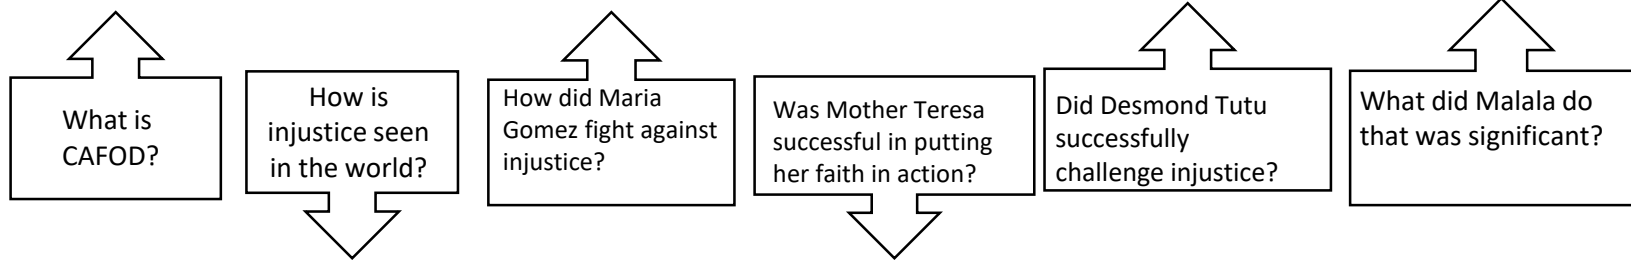 What is
CAFOD?
How is
injustice seen
in the world?
How did Maria
Gomez fight against
injustice?
Was Mother Teresa
successful in putting
her faith in action?
Did Desmond Tutu
successfully
challenge injustice?
What did Malala do
that was significant?